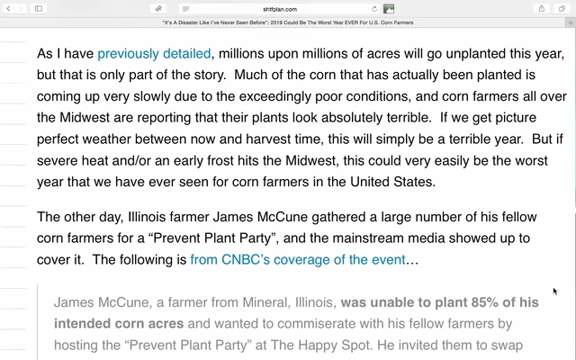 shtfplan.com
"It's A Disaster Like I've Never Seen Before": 2019 Could Be The Worst Year EVER For U.S. Corn Farmers
As I have previously detailed, millions upon millions of acres will go unplanted this year,
but that is only part of the story.  Much of the corn that has actually been planted is
coming up very slowly due to the exceedingly poor conditions, and corn farmers all over
the Midwest are reporting that their plants look absolutely terrible.  If we get picture
perfect weather between now and harvest time, this will simply be a terrible year.  But if
severe heat and/or an early frost hits the Midwest, this could very easily be the worst
year that we have ever seen for corn farmers in the United States.
The other day, Illinois farmer James McCune gathered a large number of his fellow
corn farmers for a “Prevent Plant Party”, and the mainstream media showed up to
cover it.  The following is from CNBC’s coverage of the event…
James McCune, a farmer from Mineral, Illinois, was unable to plant 85% of his
intended corn acres and wanted to commiserate with his fellow farmers by
hosting the “Prevent Plant Party” at The Happy Spot. He invited them to swap